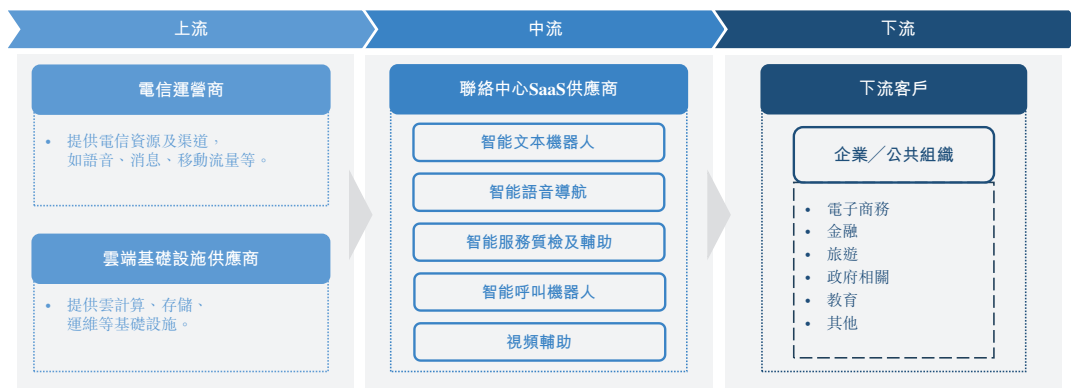 上流
中流
下流
電信運營商
• 提供電信資源及渠道，
如語音、消息、移動流量等。
雲端基礎設施供應商
• 提供雲計算、存儲、
運維等基礎設施。
聯絡中心SaaS供應商
智能文本機器人
智能語音導航
智能服務質檢及輔助
智能呼叫機器人
視頻輔助
下流客戶
企業／公共組織
• 電子商務
• 金融
• 旅遊
• 政府相關
• 教育
• 其他